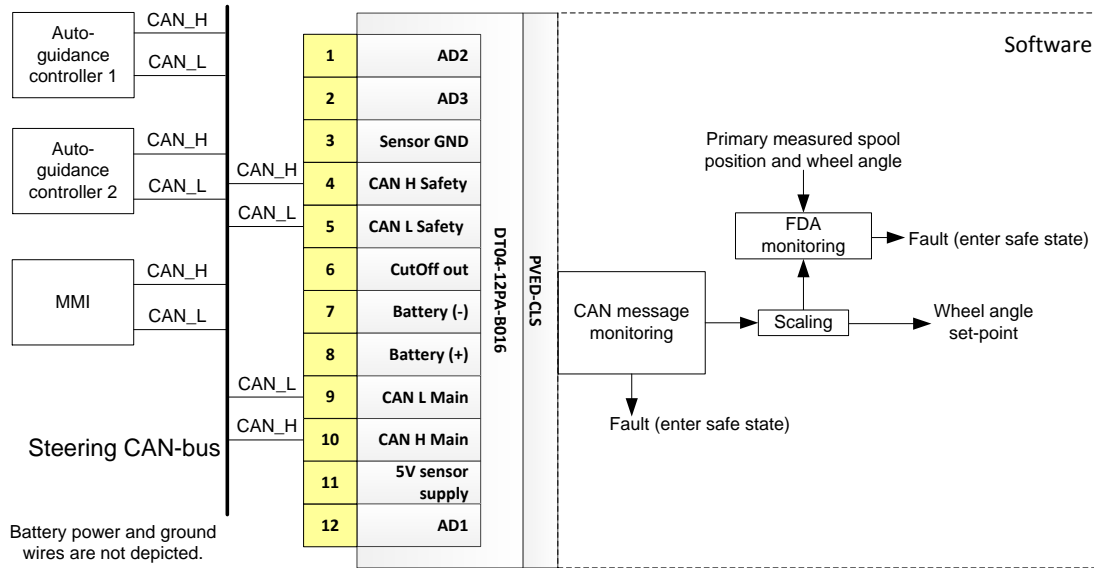 CAN_H
Auto-
guidance
controller 1
CAN_L
CAN_H
Auto-
guidance
controller 2
CAN_L
CAN_H
MMI
CAN_L
Steering CAN-bus
Battery power and ground
wires are not depicted.
CAN_H
CAN_L
CAN_L
CAN_H
1 AD2
2 AD3
3 Sensor GND
4 CAN H Safety
5 CAN L Safety
6 CutOff out
7 Battery (-)
8 Battery (+)
9 CAN L Main
10 CAN H Main
11 5V sensor
supply
12 AD1
DT04-12PA-B016
PVED-CLS
Software
Primary measured spool
position and wheel angle
FDA
monitoring
Fault (enter safe state)
CAN message
monitoring
Scaling
Wheel angle
set-point
Fault (enter safe state)